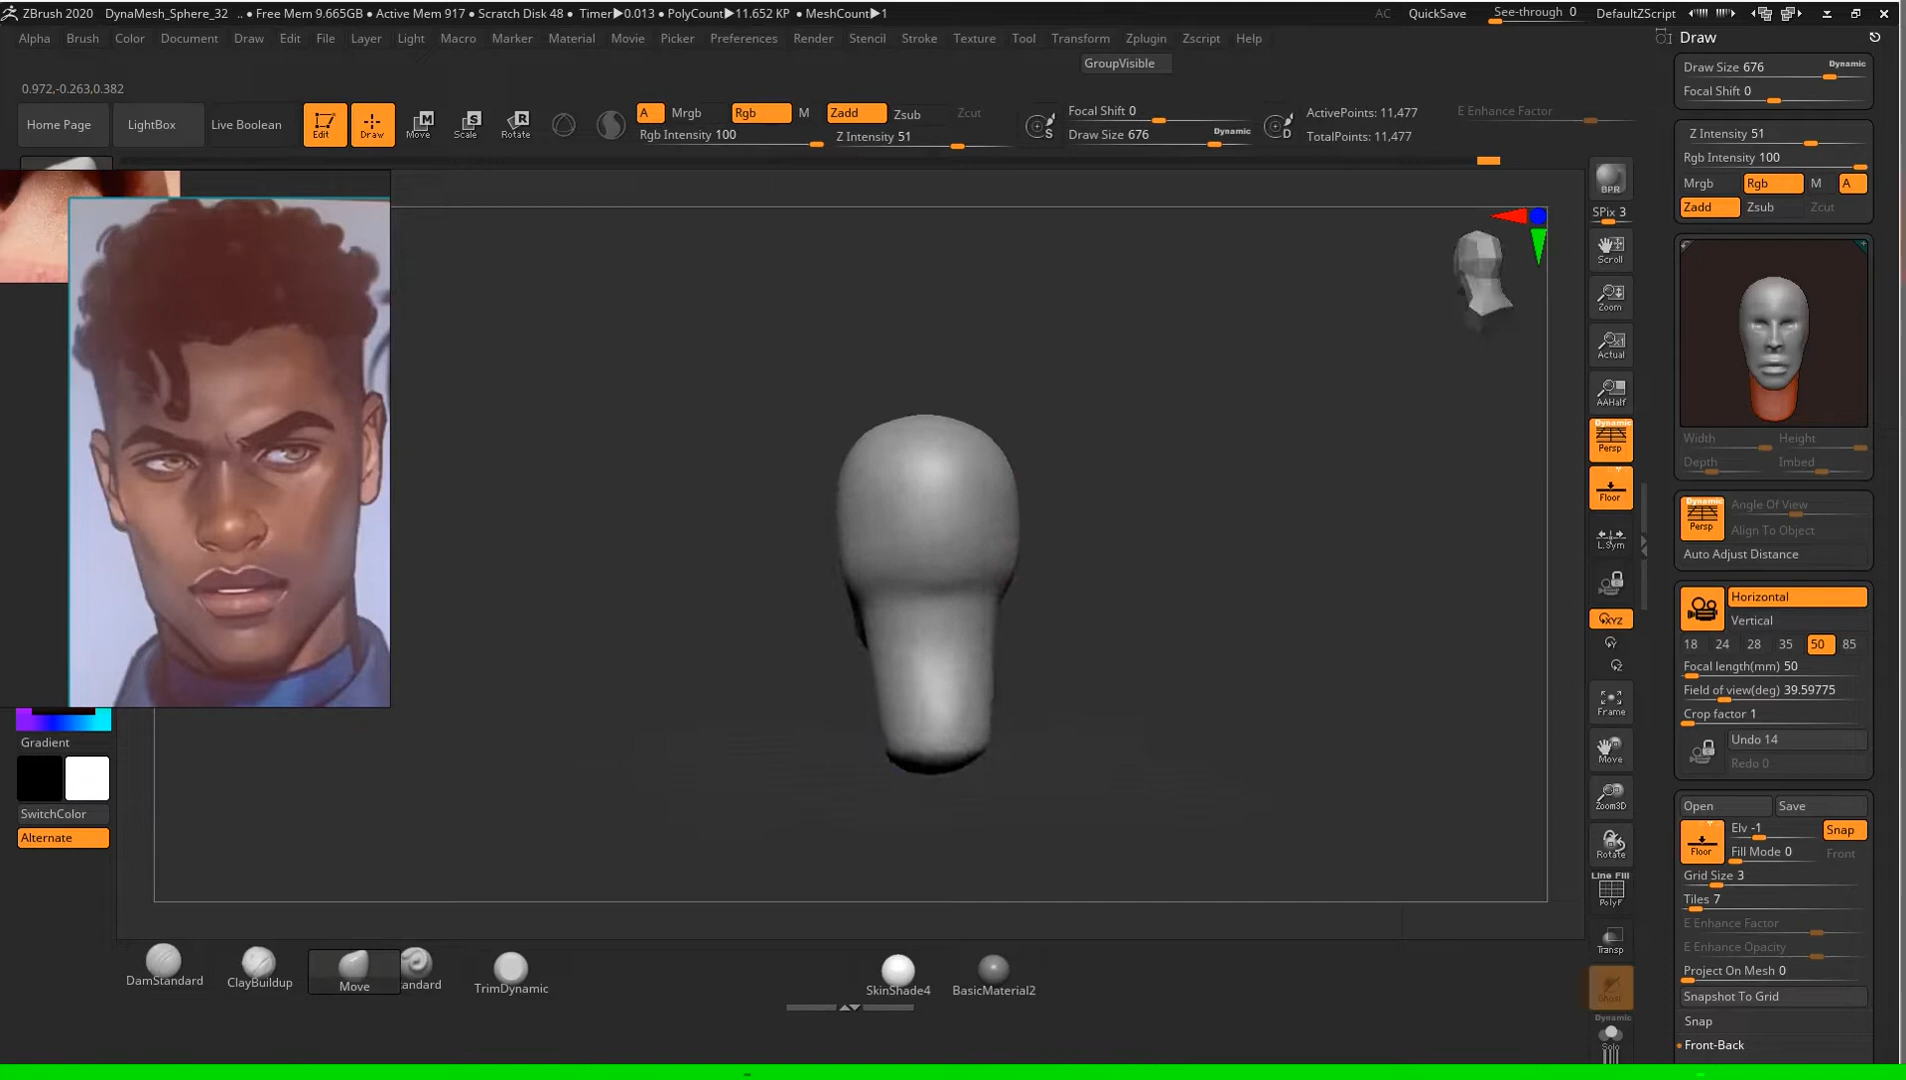 ZBrush 2020 DynaMesh_Sphere_32 .. • Free Mem 9.665GB • Active Mem 917 • Scratch Disk 48 • Timer▶0.013 • PolyCount▶11.652 KP • MeshCount▶1 AC QuickSave See-through 0 DefaultZScript
Alpha Brush Color Document Draw Edit File Layer Light Macro Marker Material Movie Picker Preferences Render Stencil Stroke Texture Tool Transform Zplugin Zscript Help
GroupVisible
0.972,-0.263,0.382
Home Page LightBox Live Boolean Edit Draw Move Scale Rotate A Mrgb Rgb M Zadd Zsub Zcut
Rgb Intensity 100 Z Intensity 51
Focal Shift 0
Draw Size 676 Dynamic
ActivePoints: 11,477
TotalPoints: 11,477
E Enhance Factor
BPR
SPix 3
Scroll
Zoom
Actual
AAHalf
Dynamic
Persp
Floor
L.Sym
XYZ
Y
Z
Frame
Move
Zoom3D
Rotate
Line Fill
PolyF
Transp
Ghost
Dynamic
Solo
Draw
Draw Size 676 Dynamic
Focal Shift 0
Z Intensity 51
Rgb Intensity 100
Mrgb Rgb M A
Zadd Zsub Zcut
Width Height
Depth Imbed
Dynamic
Persp
Angle Of View
Align To Object
Auto Adjust Distance
Horizontal
Vertical
18 24 28 35 50 85
Focal length(mm) 50
Field of view(deg) 39.59775
Crop factor 1
Undo 14
Redo 0
Open Save
Floor Elv -1 Snap
Fill Mode 0 Front
Grid Size 3
Tiles 7
E Enhance Factor
E Enhance Opacity
Project On Mesh 0
Snapshot To Grid
Snap
Front-Back
Gradient
SwitchColor
Alternate
DamStandard ClayBuildup Move andard TrimDynamic SkinShade4 BasicMaterial2